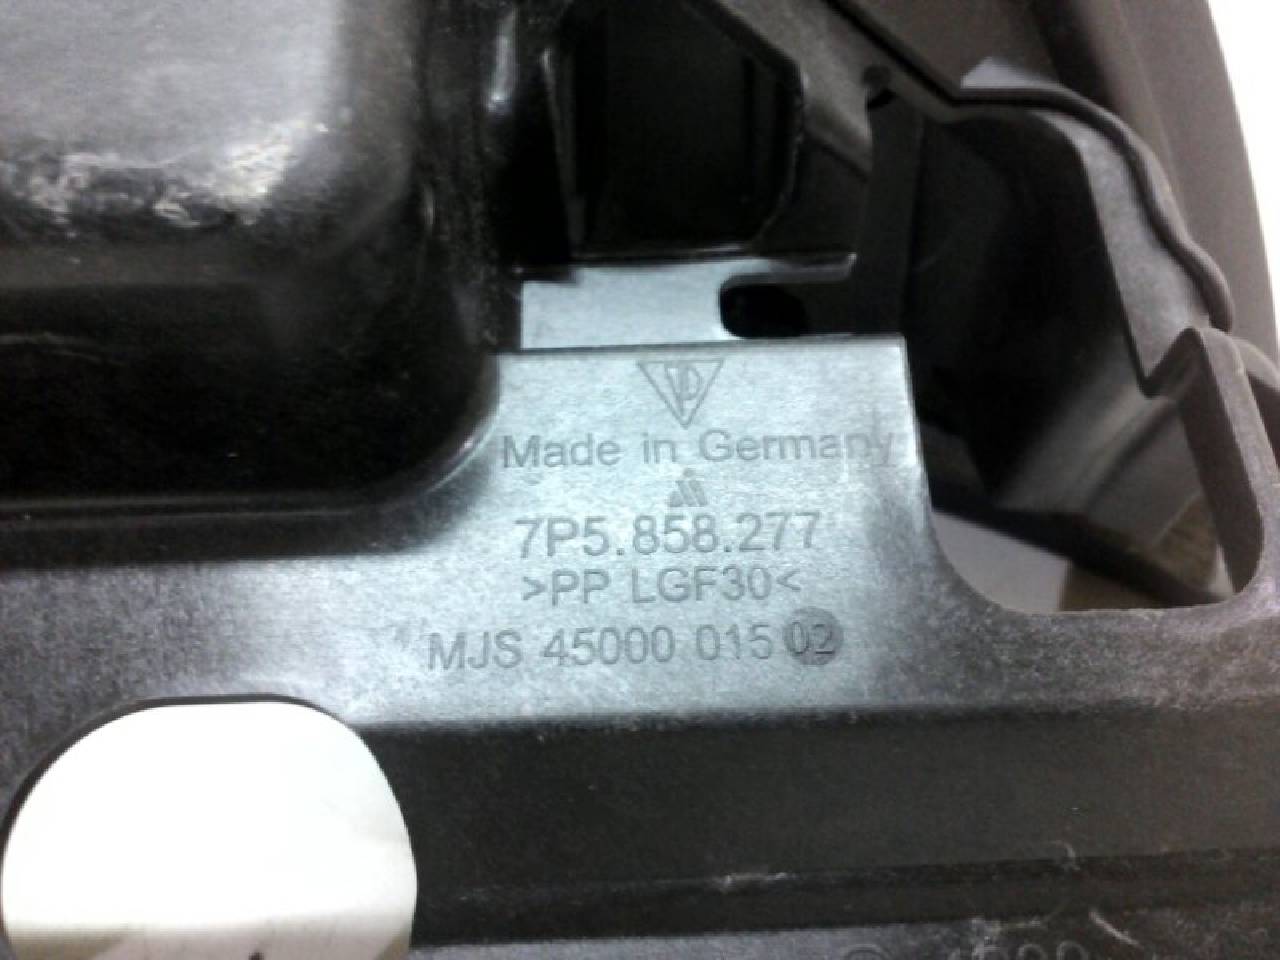 Made in Germany
7P5.858.277
>PP LGF30<
MJS 45000 015 02